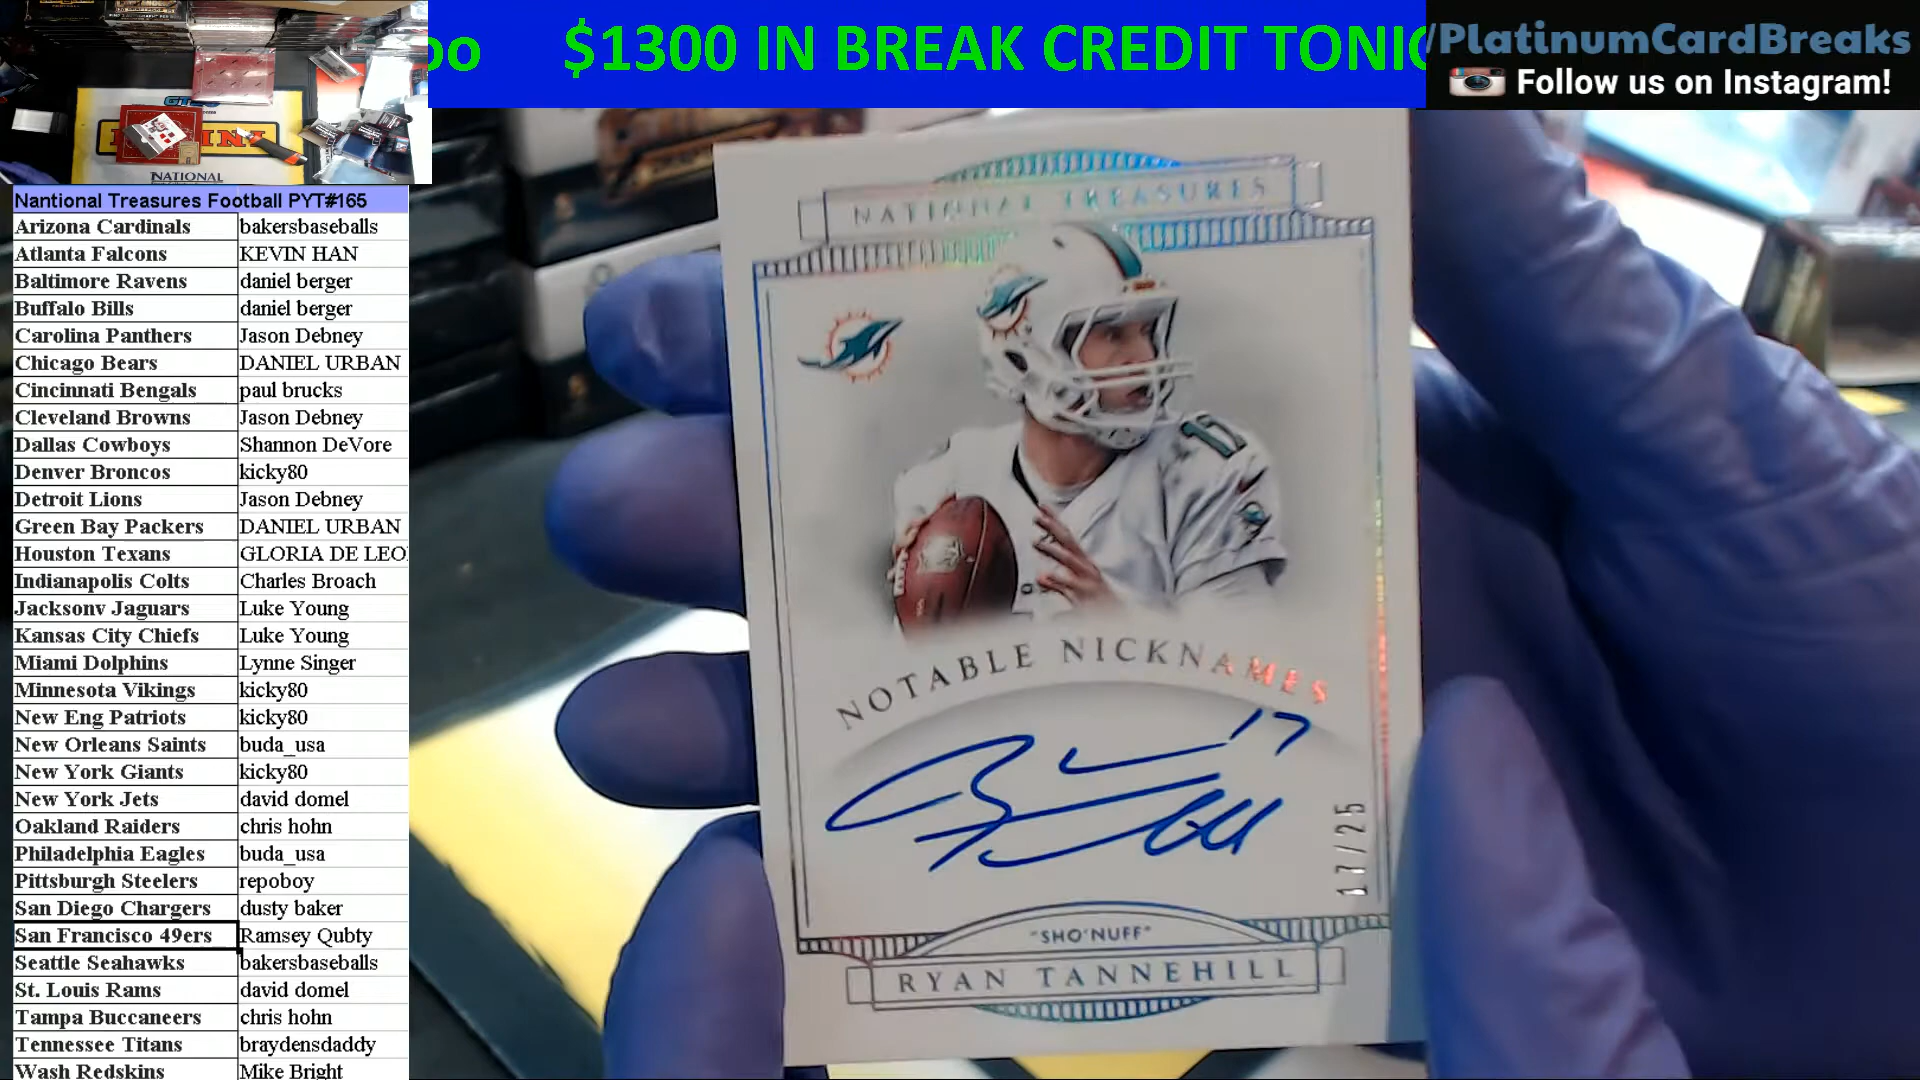 $1300 IN BREAK CREDIT
/PlatinumCardBreaks
Follow us on Instagram!
NATIONAL
Nantional Treasures Football PYT#165
Arizona Cardinals bakersbaseballs
Atlanta Falcons KEVIN HAN
Baltimore Ravens daniel berger
Buffalo Bills daniel berger
Carolina Panthers Jason Debney
Chicago Bears DANIEL URBAN
Cincinnati Bengals paul brucks
Cleveland Browns Jason Debney
Dallas Cowboys Shannon DeVore
Denver Broncos kicky80
Detroit Lions Jason Debney
Green Bay Packers DANIEL URBAN
Houston Texans GLORIA DE LEO
Indianapolis Colts Charles Broach
Jacksonv Jaguars Luke Young
Kansas City Chiefs Luke Young
Miami Dolphins Lynne Singer
Minnesota Vikings kicky80
New Eng Patriots kicky80
New Orleans Saints buda_usa
New York Giants kicky80
New York Jets david domel
Oakland Raiders chris hohn
Philadelphia Eagles buda_usa
Pittsburgh Steelers repoboy
San Diego Chargers dusty baker
San Francisco 49ers Ramsey Qubty
Seattle Seahawks bakersbaseballs
St. Louis Rams david domel
Tampa Buccaneers chris hohn
Tennessee Titans braydensdaddy
Wash Redskins Mike Bright
NATIONAL TREASURES
17
NOTABLE NICKNAMES
17
17/25
"SHO'NUFF"
RYAN TANNEHILL